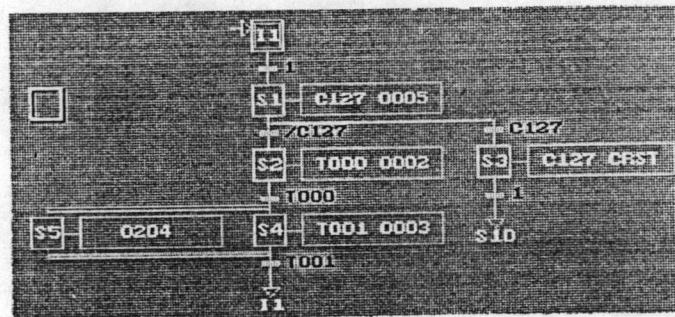 I1
1
S1 C127 0005
/C127 C127
S2 T000 0002 S3 C127 CRST
T000 1
S5 0204 S4 T001 0003 S10
T001
I1